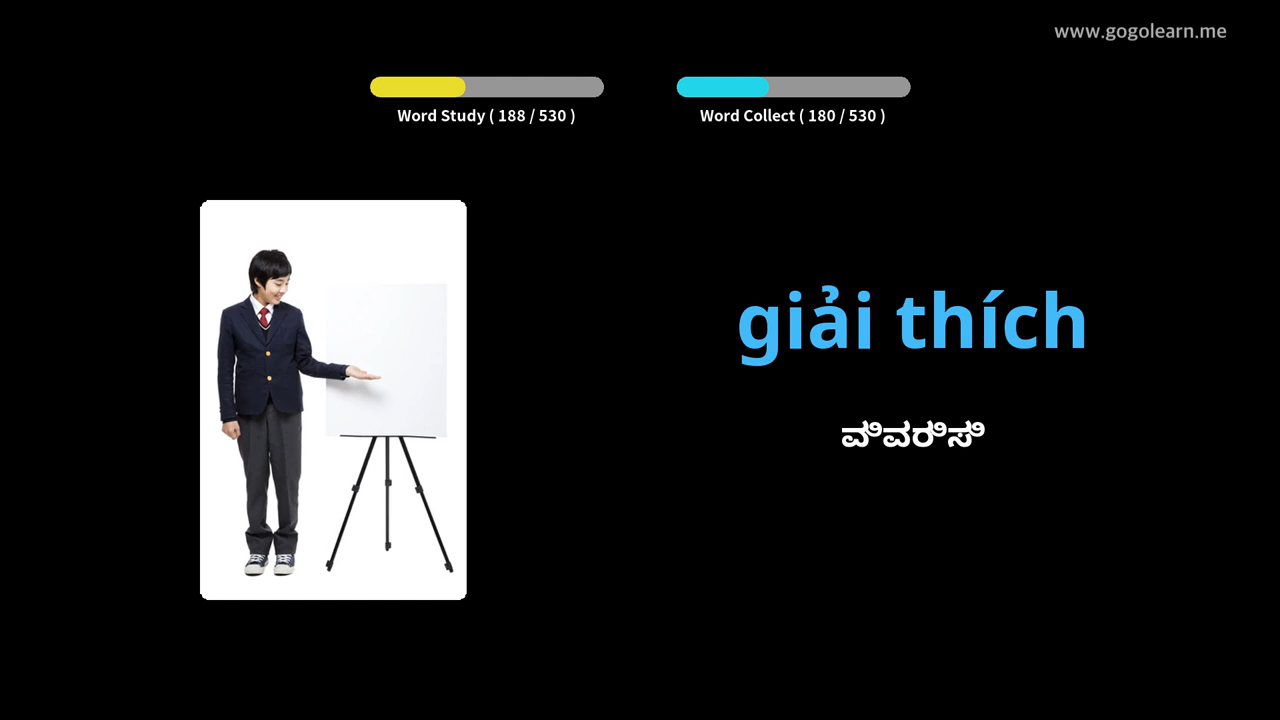 www.gogolearn.me
Word Study ( 188 / 530 )
Word Collect ( 180 / 530 )
giải thích
ವಿವರಿಸಿ